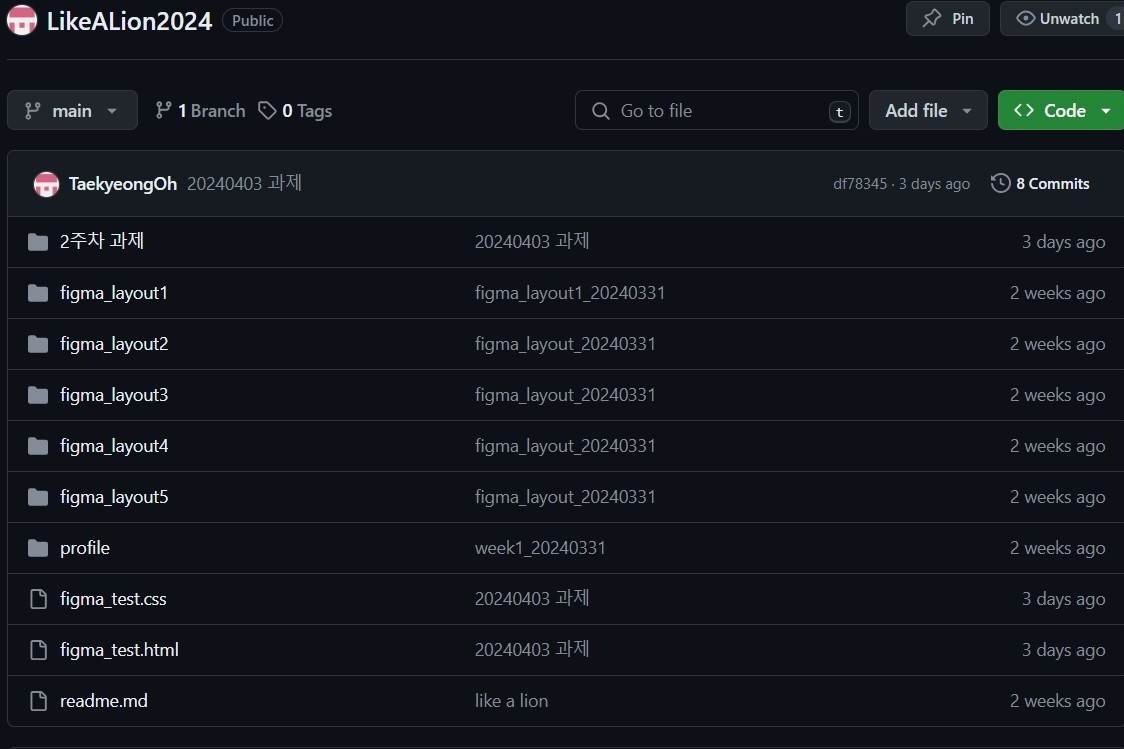 LikeALion2024 Public Pin Unwatch 1
main 1 Branch 0 Tags Go to file t Add file Code
TaekyeongOh 20240403 과제 df78345 · 3 days ago 8 Commits
2주차 과제 20240403 과제 3 days ago
figma_layout1 figma_layout1_20240331 2 weeks ago
figma_layout2 figma_layout_20240331 2 weeks ago
figma_layout3 figma_layout_20240331 2 weeks ago
figma_layout4 figma_layout_20240331 2 weeks ago
figma_layout5 figma_layout_20240331 2 weeks ago
profile week1_20240331 2 weeks ago
figma_test.css 20240403 과제 3 days ago
figma_test.html 20240403 과제 3 days ago
readme.md like a lion 2 weeks ago